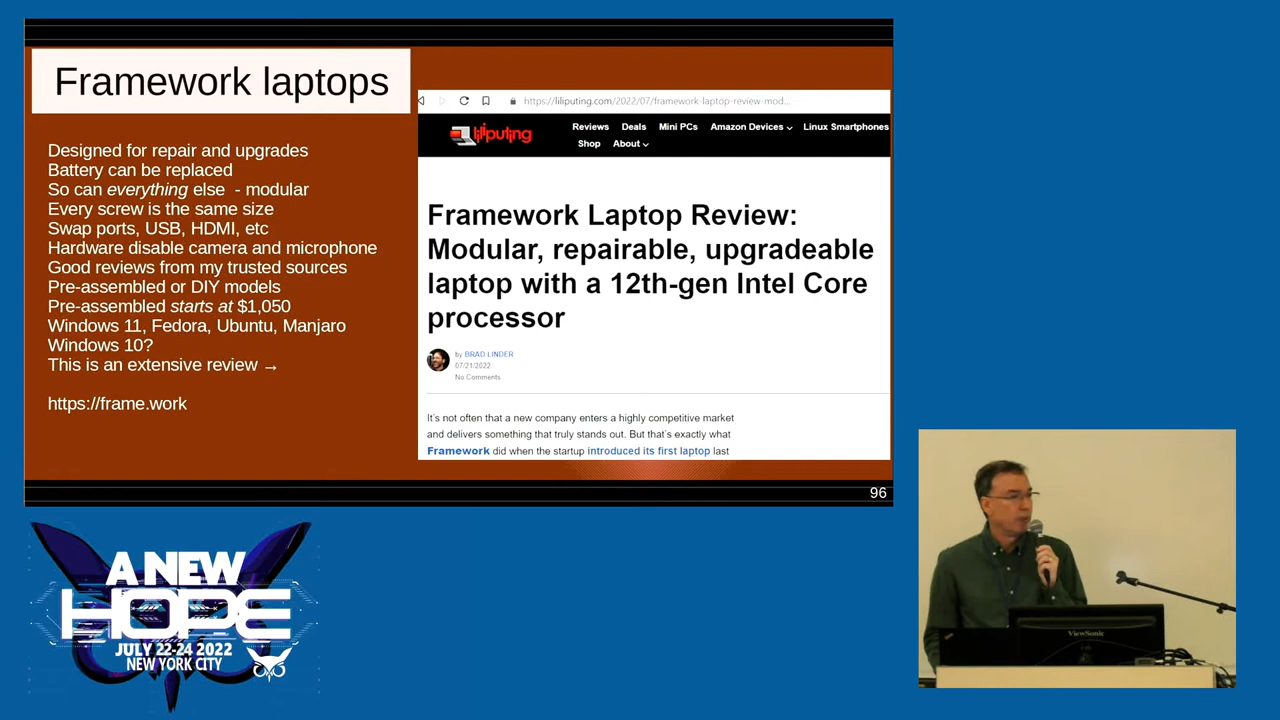 Framework laptops
Designed for repair and upgrades
Battery can be replaced
So can everything else - modular
Every screw is the same size
Swap ports, USB, HDMI, etc
Hardware disable camera and microphone
Good reviews from my trusted sources
Pre-assembled or DIY models
Pre-assembled starts at $1,050
Windows 11, Fedora, Ubuntu, Manjaro
Windows 10?
This is an extensive review →
https://frame.work
https://liliputing.com/2022/07/framework-laptop-review-mod...
liliputing
Reviews Deals Mini PCs Amazon Devices Linux Smartphones
Shop About
Framework Laptop Review:
Modular, repairable, upgradeable
laptop with a 12th-gen Intel Core
processor
by BRAD LINDER
07/21/2022
No Comments
It's not often that a new company enters a highly competitive market
and delivers something that truly stands out. But that's exactly what
Framework did when the startup introduced its first laptop last
96
A NEW
HOPE
JULY 22-24 2022
NEW YORK CITY
ViewSonic